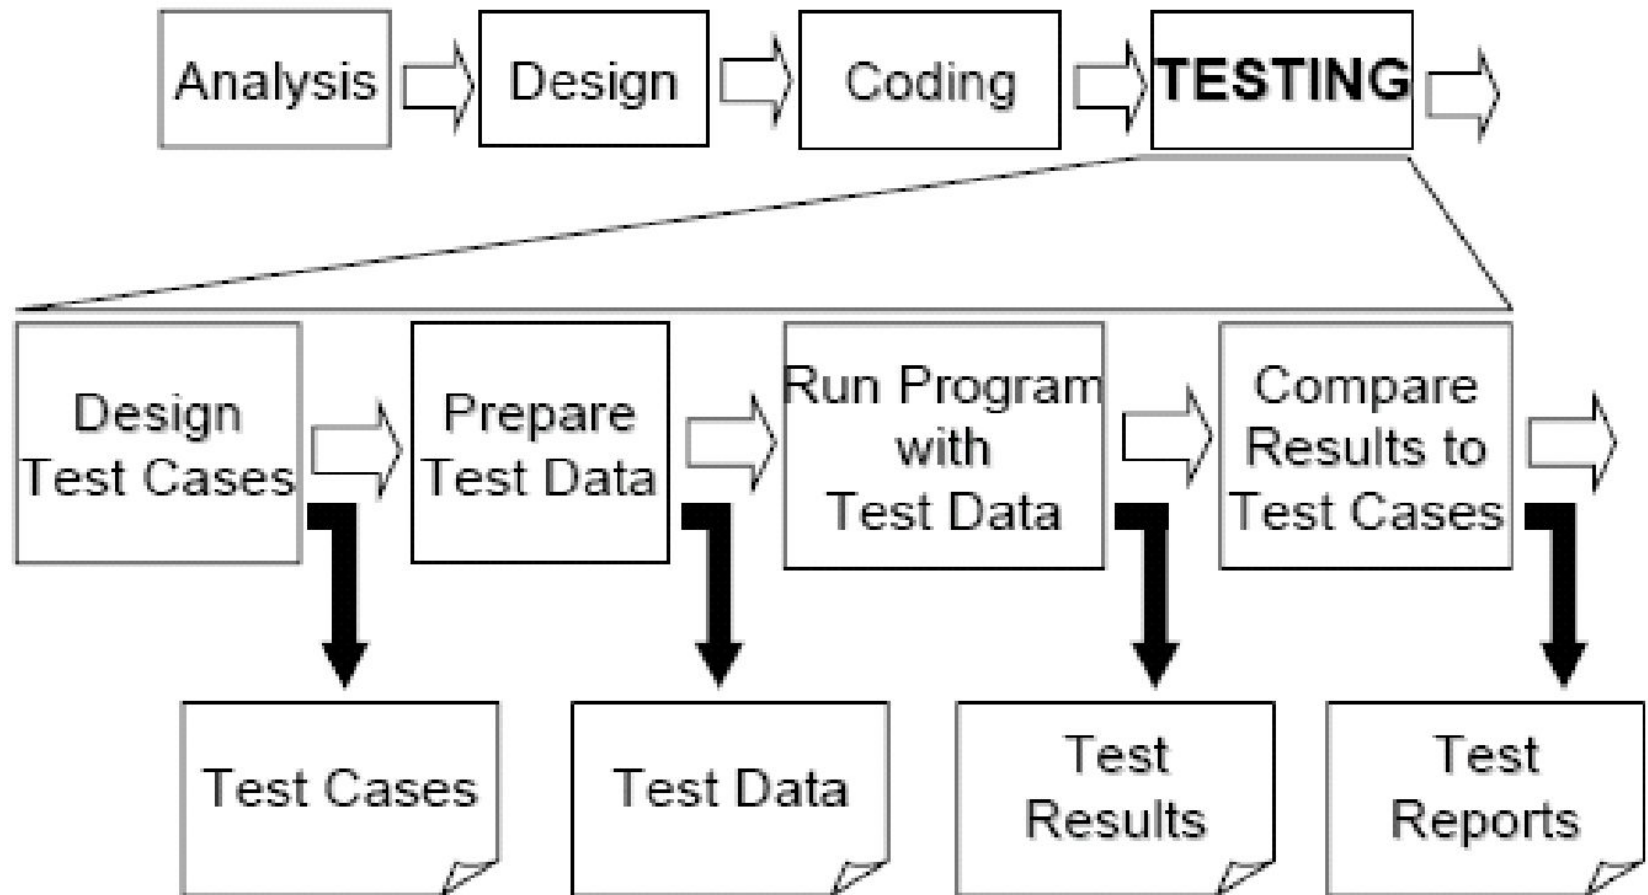 Analysis
Design
Coding
TESTING
Design
Test Cases
Prepare
Test Data
Run Program
with
Test Data
Compare
Results to
Test Cases
Test Cases
Test Data
Test
Results
Test
Reports